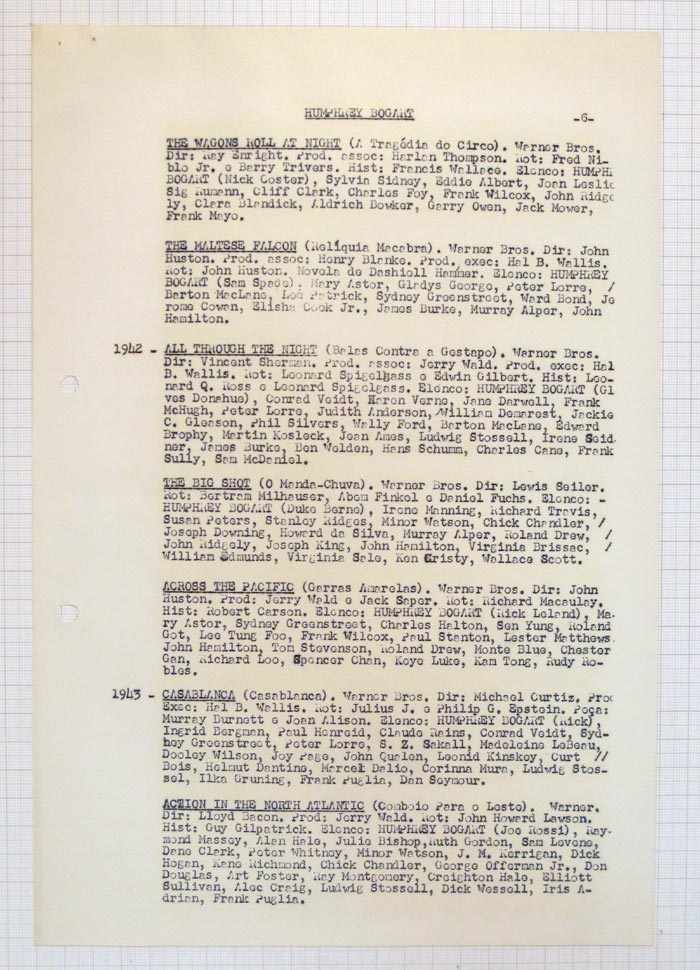 HUMPHREY BOGART
-6-
THE WAGONS ROLL AT NIGHT (A Tragédia do Circo). Warner Bros.
Dir: Ray Enright. Prod. assoc: Harlan Thompson. Rot: Fred Ni-
blo Jr. e Barry Trivers. Hist: Francis Wallace. Elenco: HUMPHR
BOGART (Nick Coster), Sylvia Sidney, Eddie Albert, Joan Leslie
Sig Rumann, Cliff Clark, Charles Foy, Frank Wilcox, John Ridge
ly, Clara Blandick, Aldrich Bowker, Garry Owen, Jack Mower,
Frank Mayo.
THE MALTESE FALCON (Relíquia Macabra). Warner Bros. Dir: John
Huston. Prod. assoc: Henry Blanke. Prod. exec: Hal B. Wallis.
Rot: John Huston. Novela de Dashiell Hammer. Elenco: HUMPHREY
BOGART (Sam Spade). Mary Astor, Gladys George, Peter Lorre, /
Barton MacLane, Lee Patrick, Sydney Greenstreet, Ward Bond, Je
rome Cowan, Elisha Cook Jr., James Burke, Murray Alper, John
Hamilton.
1942 - ALL THROUGH THE NIGHT (Balas Contra a Gestapo). Warner Bros.
Dir: Vincent Sherman. Prod. assoc: Jerry Wald. Prod. exec: Hal
B. Wallis. Rot: Leonard Spigelgass e Edwin Gilbert. Hist: Leo-
nard Q. Ross e Leonard Spigelgass. Elenco: HUMPHREY BOGART (Gl
ves Donahue), Conrad Veidt, Karen Verne, Jane Darwell, Frank
McHugh, Peter Lorre, Judith Anderson, William Demarest, Jackie
C. Gleason, Phil Silvers, Wally Ford, Barton MacLane, Edward
Brophy, Martin Kosleck, Jean Ames, Ludwig Stossell, Irene Seid
ner, James Burke, Ben Welden, Hans Schumm, Charles Cane, Frank
Sully, Sam McDaniel.
THE BIG SHOT (O Manda-Chuva). Warner Bros. Dir: Lewis Seiler.
Rot: Bertram Milhauser, Abem Finkel e Daniel Fuchs. Elenco: -
HUMPHREY BOGART (Duke Berne), Irene Manning, Richard Travis,
Susan Peters, Stanley Ridges, Minor Watson, Chick Chandler, /
Joseph Downing, Howard da Silva, Murray Alper, Roland Drew, /
John Ridgely, Joseph King, John Hamilton, Virginia Brissac, /
William Edmunds, Virginia Sale, Ken Cristy, Wallace Scott.
ACROSS THE PACIFIC (Garras Amarelas). Warner Bros. Dir: John
Huston. Prod: Jerry Wald e Jack Saper. Rot: Richard Macaulay.
Hist: Robert Carson. Elenco: HUMPHREY BOGART (Rick Leland), Ma-
ry Astor, Sydney Greenstreet, Charles Halton, Sen Yung, Roland
Got, Lee Tung Foo, Frank Wilcox, Paul Stanton, Lester Matthews.
John Hamilton, Tom Stevenson, Roland Drew, Monte Blue, Chester
Gan, Richard Loo, Spencer Chan, Keye Luke, Kam Tong, Rudy Ro-
bles.
1943 - CASABLANCA (Casablanca). Warner Bros. Dir: Michael Curtiz. Prod
Exec: Hal B. Wallis. Rot: Julius J. e Philip G. Epstein. Peça:
Murray Burnett e Joan Alison. Elenco: HUMPHREY BOGART (Rick),
Ingrid Bergman, Paul Henreid, Claude Rains, Conrad Veidt, Syd-
ney Greenstreet, Peter Lorre, S. Z. Sakall, Madeleine LeBeau,
Dooley Wilson, Joy Page, John Qualen, Leonid Kinskey, Curt //
Bois, Helmut Dantine, Marcel Dalio, Corinna Mura, Ludwig Stos-
sel, Ilka Gruning, Frank Puglia, Dan Seymour.
ACTION IN THE NORTH ATLANTIC (Comboio Para o Leste). Warner.
Dir: Lloyd Bacon. Prod: Jerry Wald. Rot: John Howard Lawson.
Hist: Guy Gilpatrick. Elenco: HUMPHREY BOGART (Joe Rossi), Ray-
mond Massey, Alan Hale, Julie Bishop, Ruth Gordon, Sam Levene,
Dane Clark, Peter Whitney, Minor Watson, J. M. Kerrigan, Dick
Hogan, Kane Richmond, Chick Chandler, George Offerman Jr., Don
Douglas, Art Foster, Ray Montgomery, Creighton Hale, Elliott
Sullivan, Alec Craig, Ludwig Stossell, Dick Wessell, Iris A-
drian, Frank Puglia.